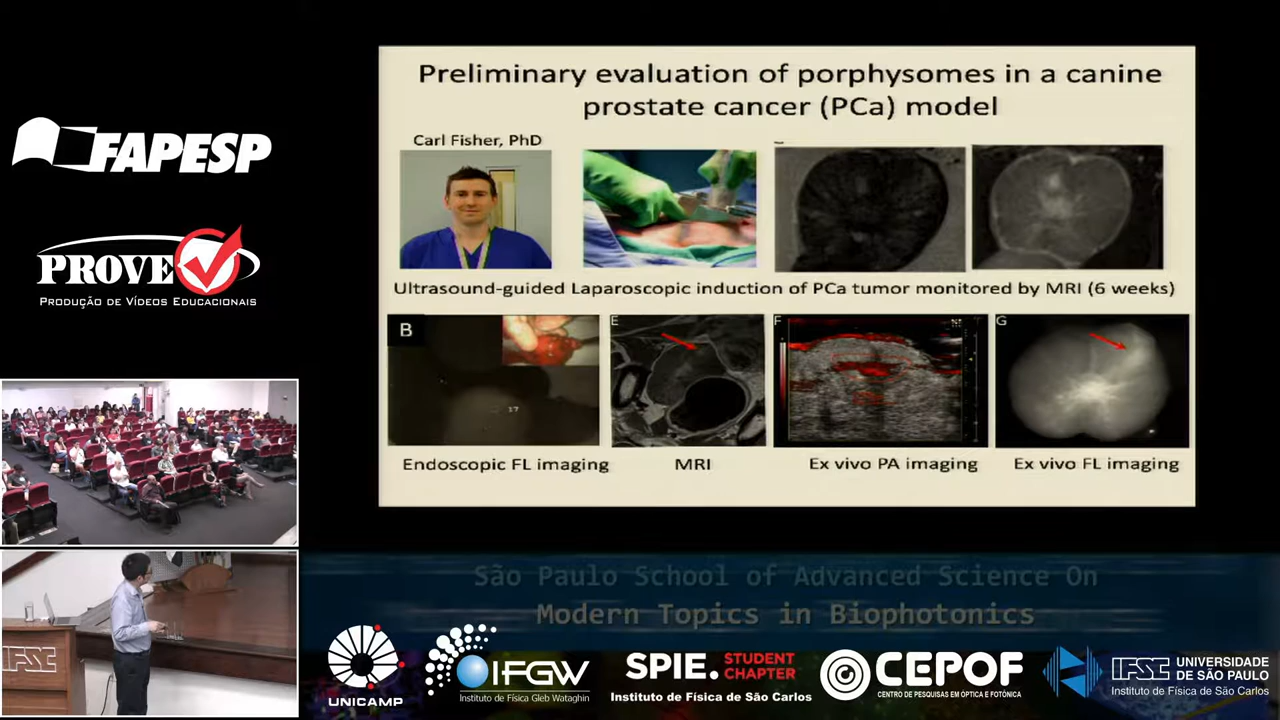 FAPESP
PROVE
PRODUÇÃO DE VÍDEOS EDUCACIONAIS
Preliminary evaluation of porphysomes in a canine
prostate cancer (PCa) model
Carl Fisher, PhD
Ultrasound-guided Laparoscopic induction of PCa tumor monitored by MRI (6 weeks)
B
17
E
F
G
Endoscopic FL imaging
MRI
Ex vivo PA imaging
Ex vivo FL imaging
IFSC
São Paulo School of Advanced Science On
Modern Topics in Biophotonics
UNICAMP
IFGW
Instituto de Física Gleb Wataghin
SPIE. STUDENT
CHAPTER
Instituto de Física de São Carlos
CEPOF
CENTRO DE PESQUISAS EM ÓPTICA E FOTÔNICA
IFSC UNIVERSIDADE
DE SÃO PAULO
Instituto de Física de São Carlos